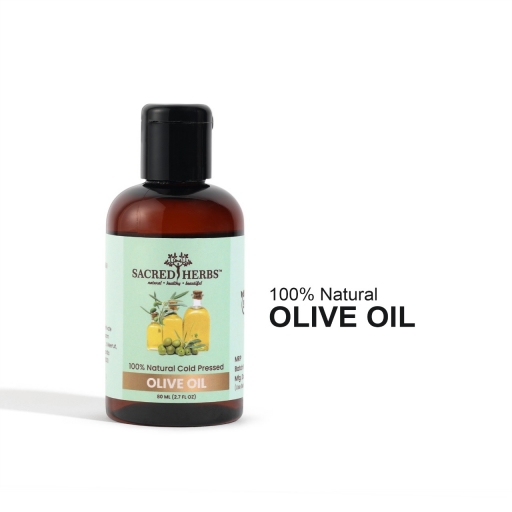 SACRED HERBS™
natural • healthy • beautiful
100% Natural Cold Pressed
OLIVE OIL
80 ML (2.7 FL OZ)
MRP
100% Natural
OLIVE OIL